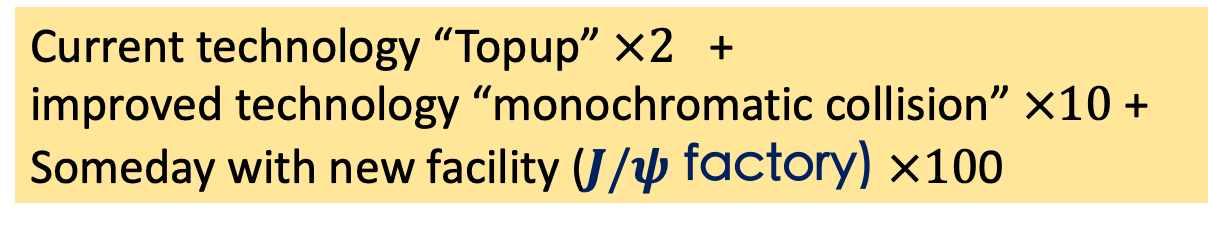 Current technology “Topup” ×2 +
improved technology “monochromatic collision” ×10 +
Someday with new facility (J/ψ factory) ×100